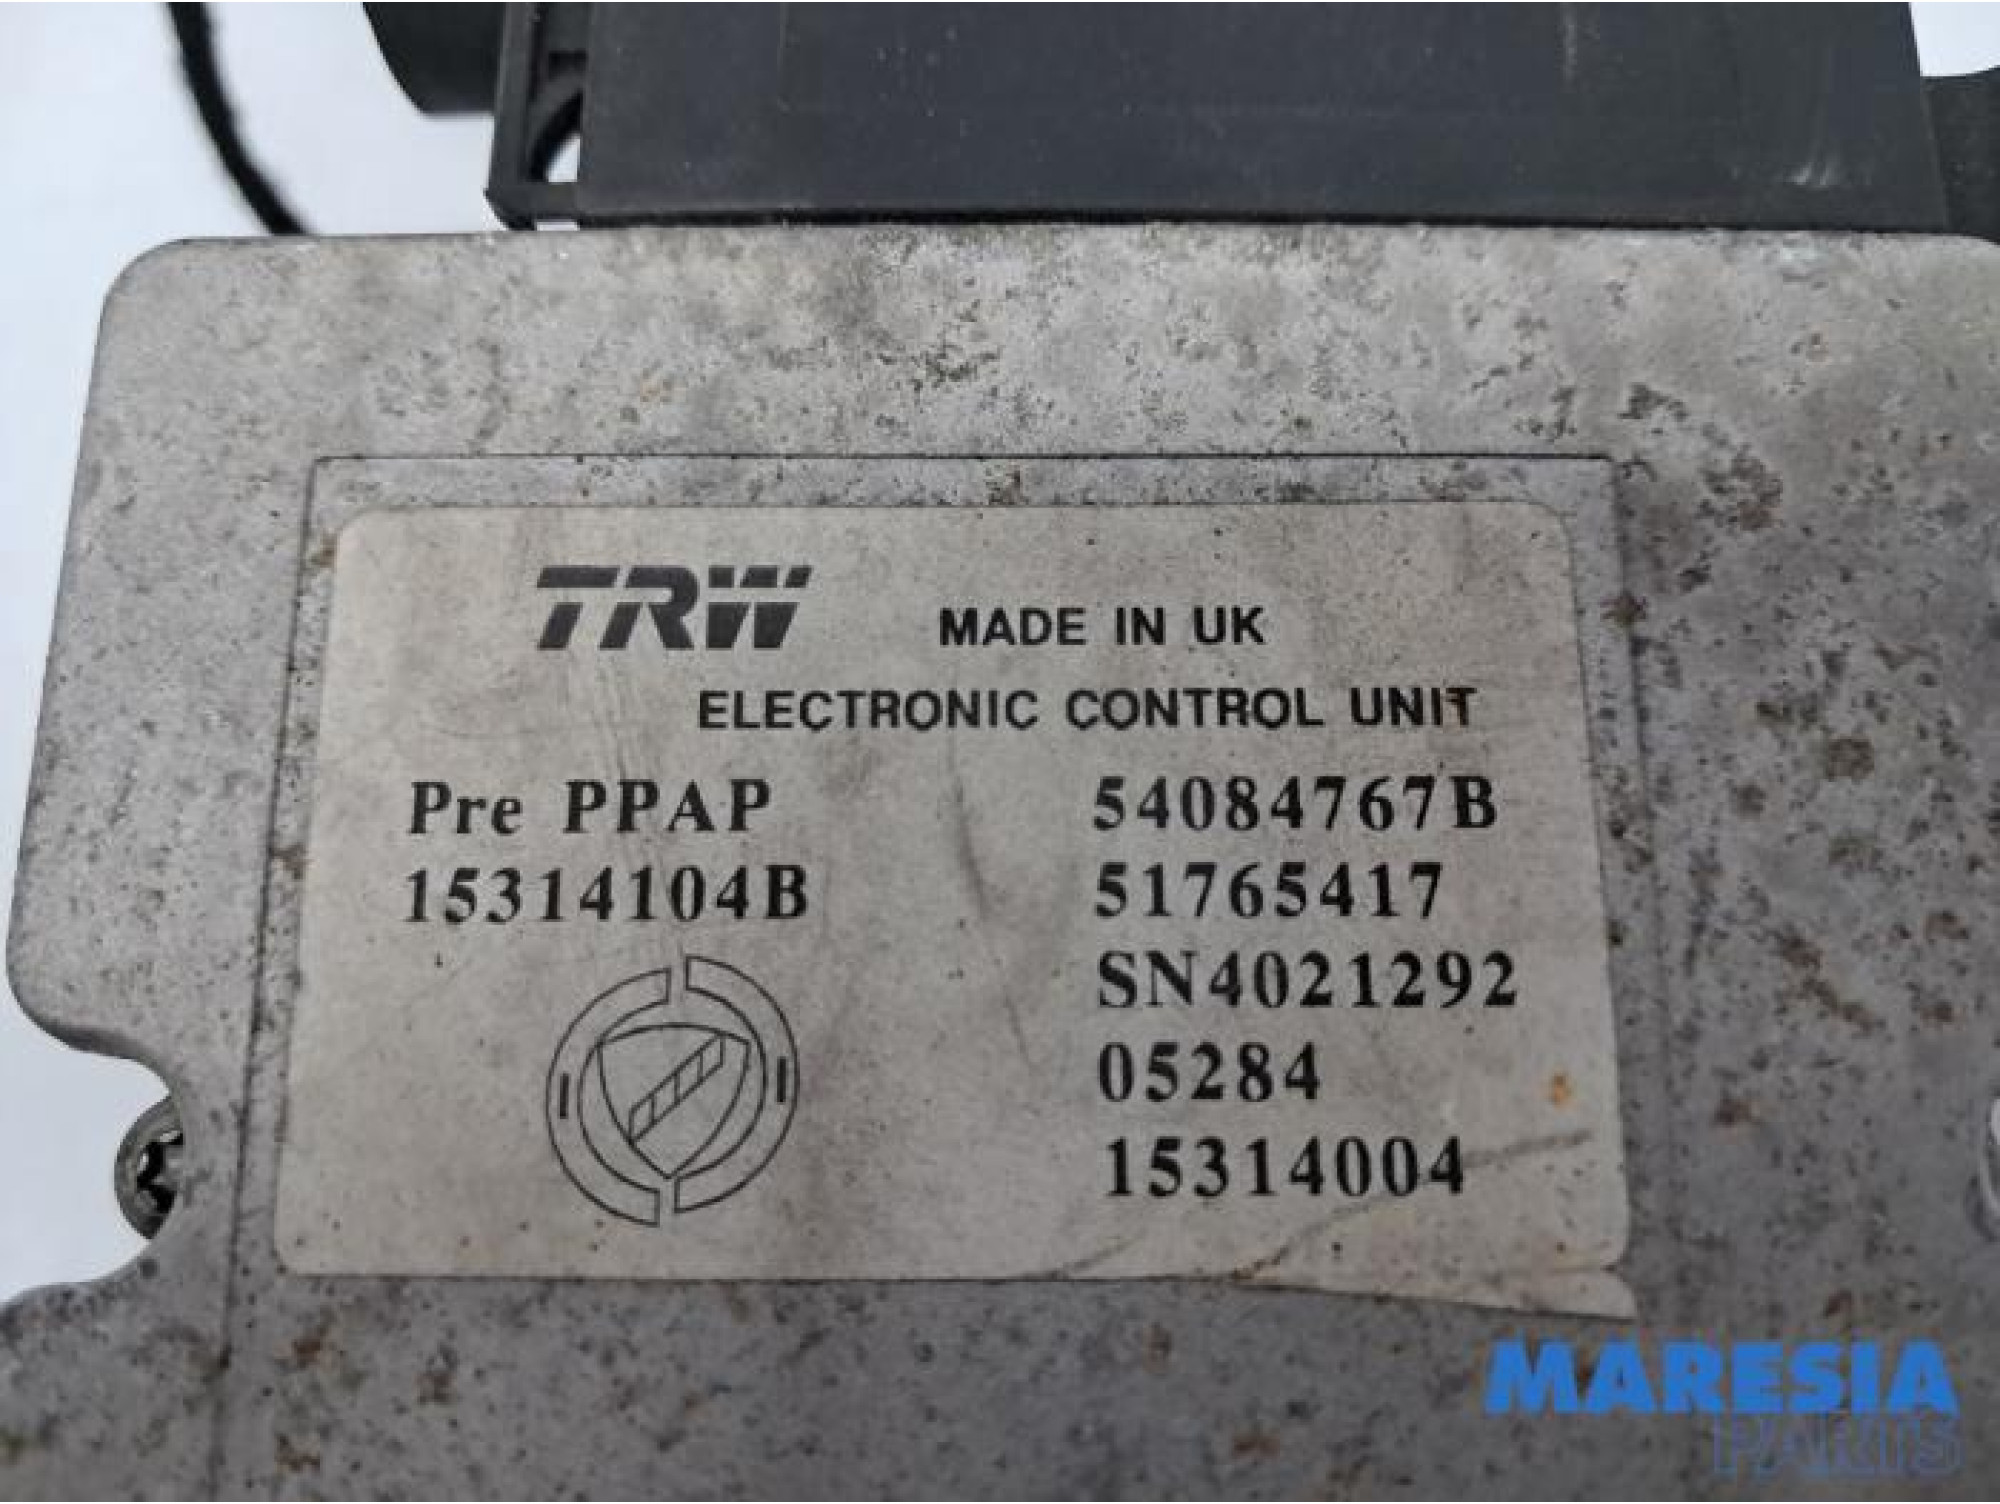 TRW MADE IN UK
ELECTRONIC CONTROL UNIT
Pre PPAP 54084767B
15314104B 51765417
SN4021292
05284
15314004
MARESIA
PARTS